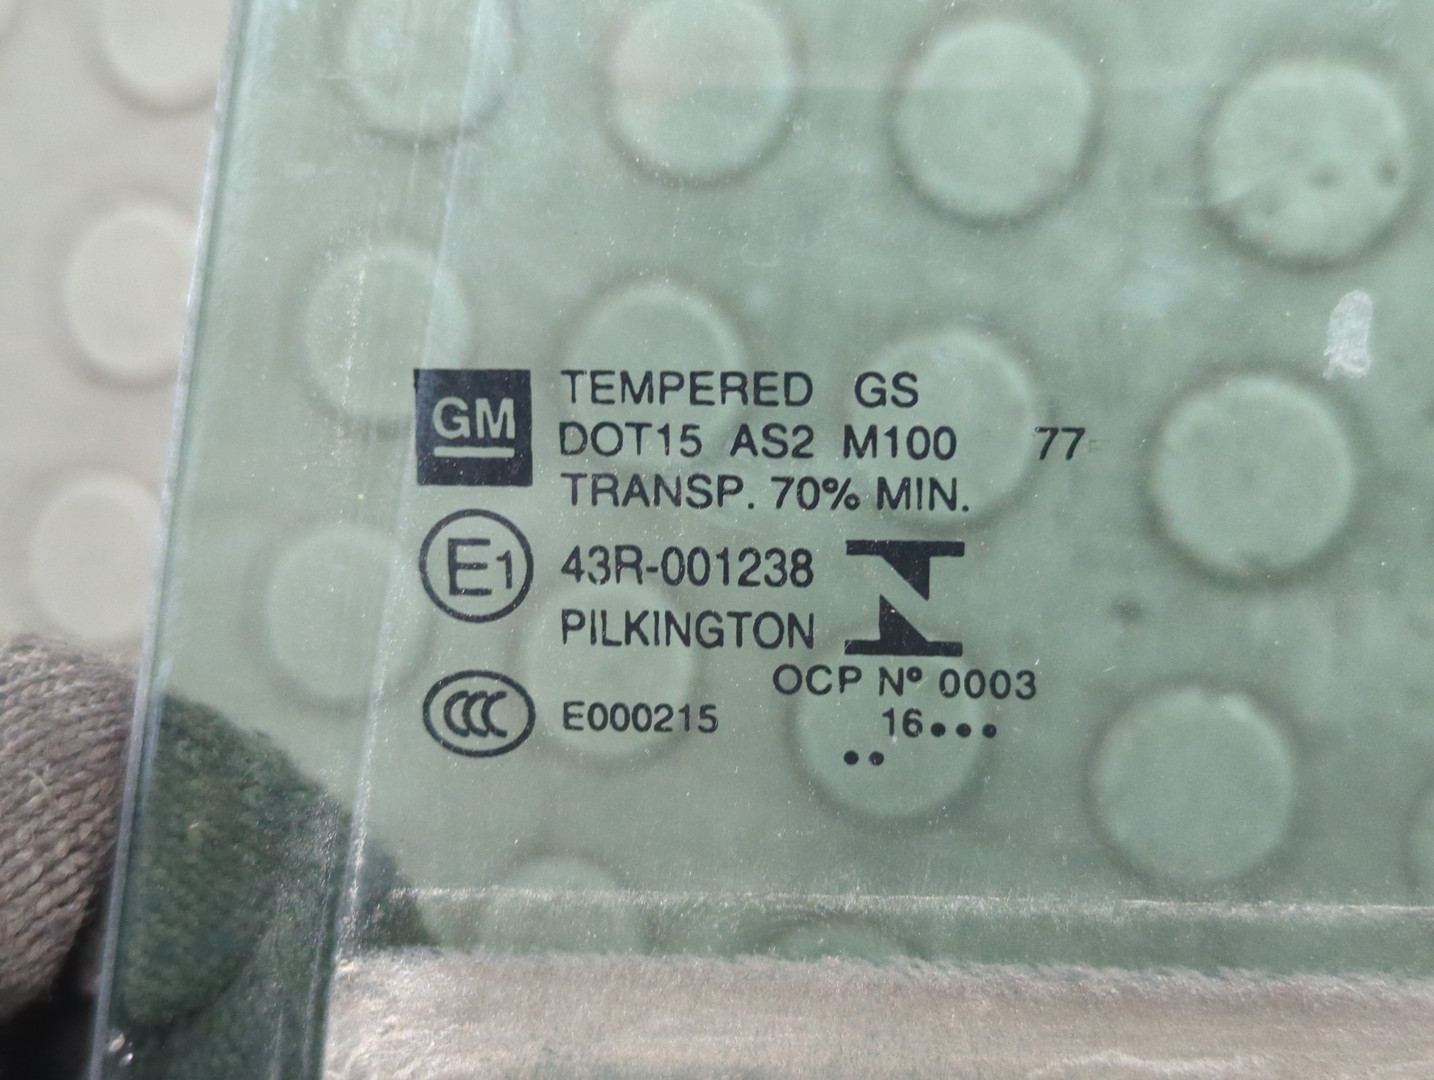 GM
TEMPERED GS
DOT15 AS2 M100 77
TRANSP. 70% MIN.
E1 43R-001238
PILKINGTON
OCP Nº 0003
CCC E000215
16•••
••